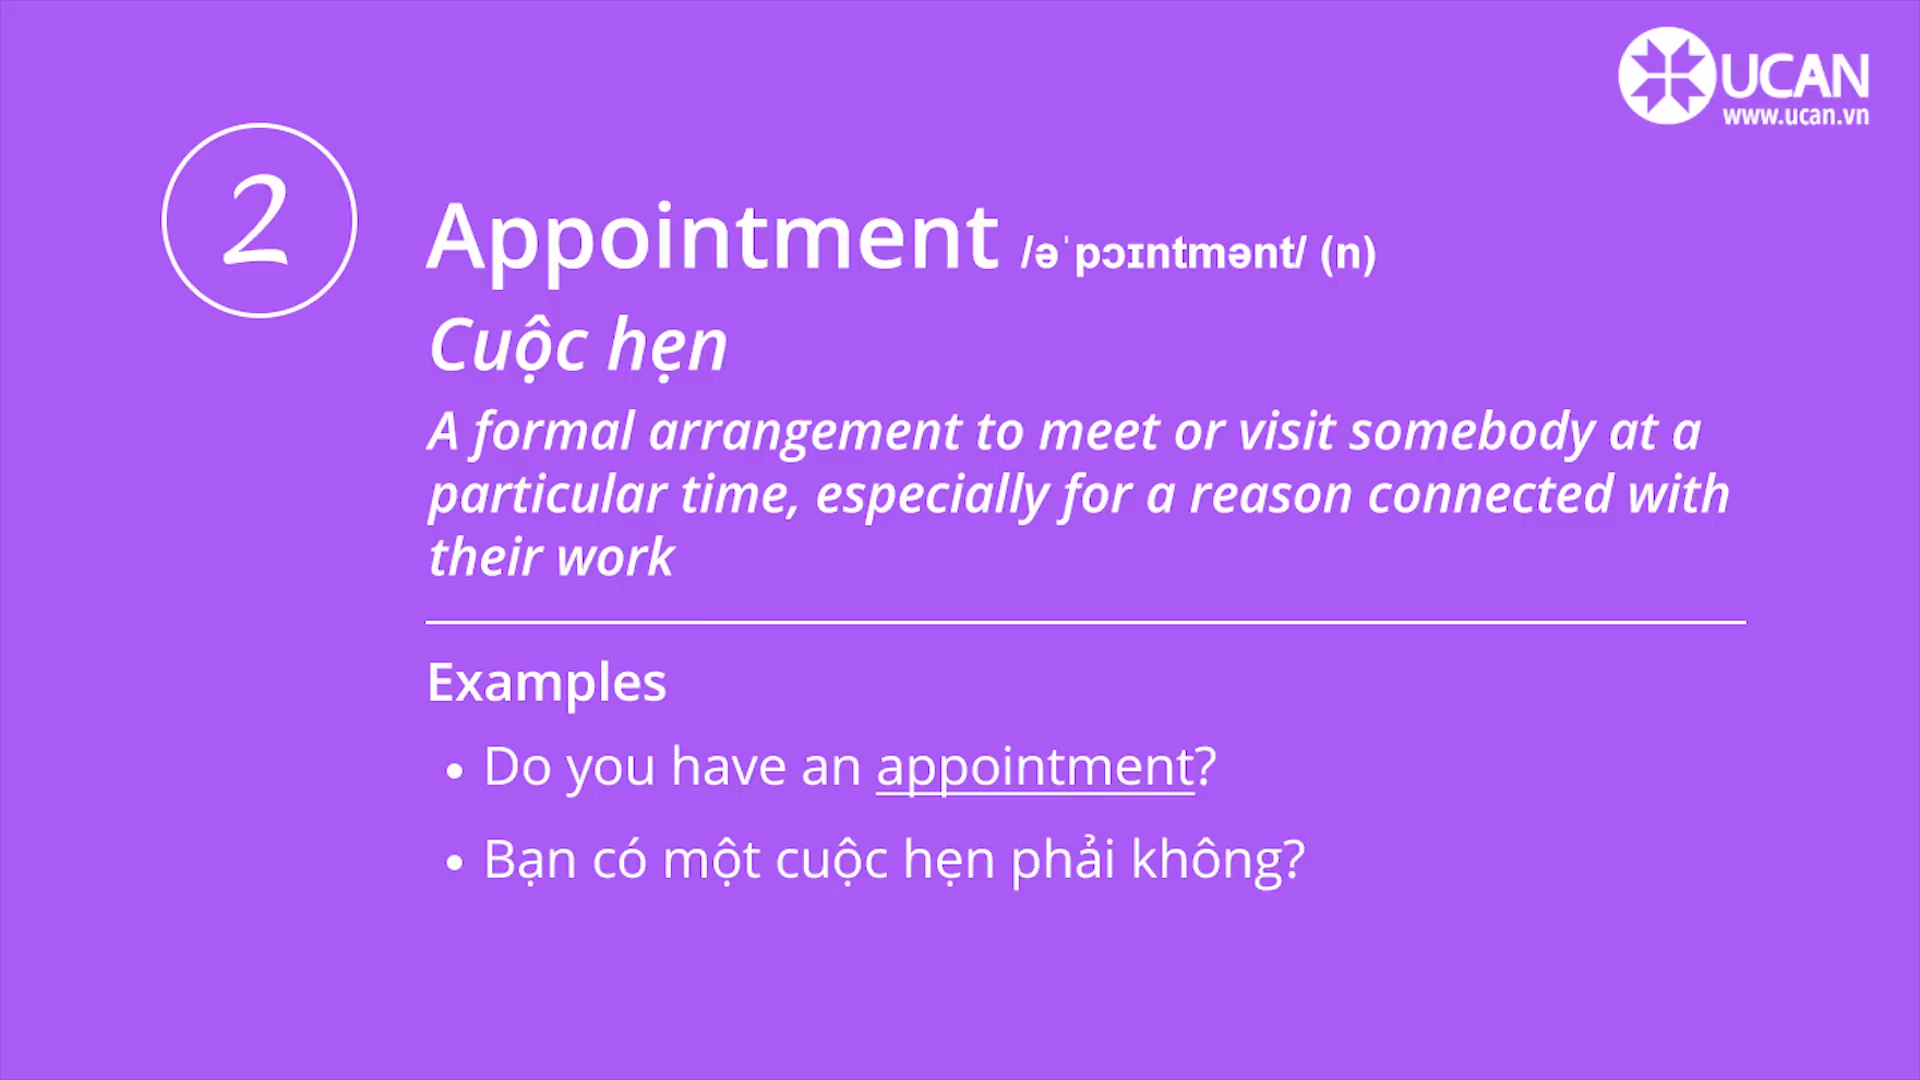 UCAN
www.ucan.vn
2
Appointment /əˈpɔɪntmənt/ (n)
Cuộc hẹn
A formal arrangement to meet or visit somebody at a
particular time, especially for a reason connected with
their work
Examples
• Do you have an appointment?
• Bạn có một cuộc hẹn phải không?